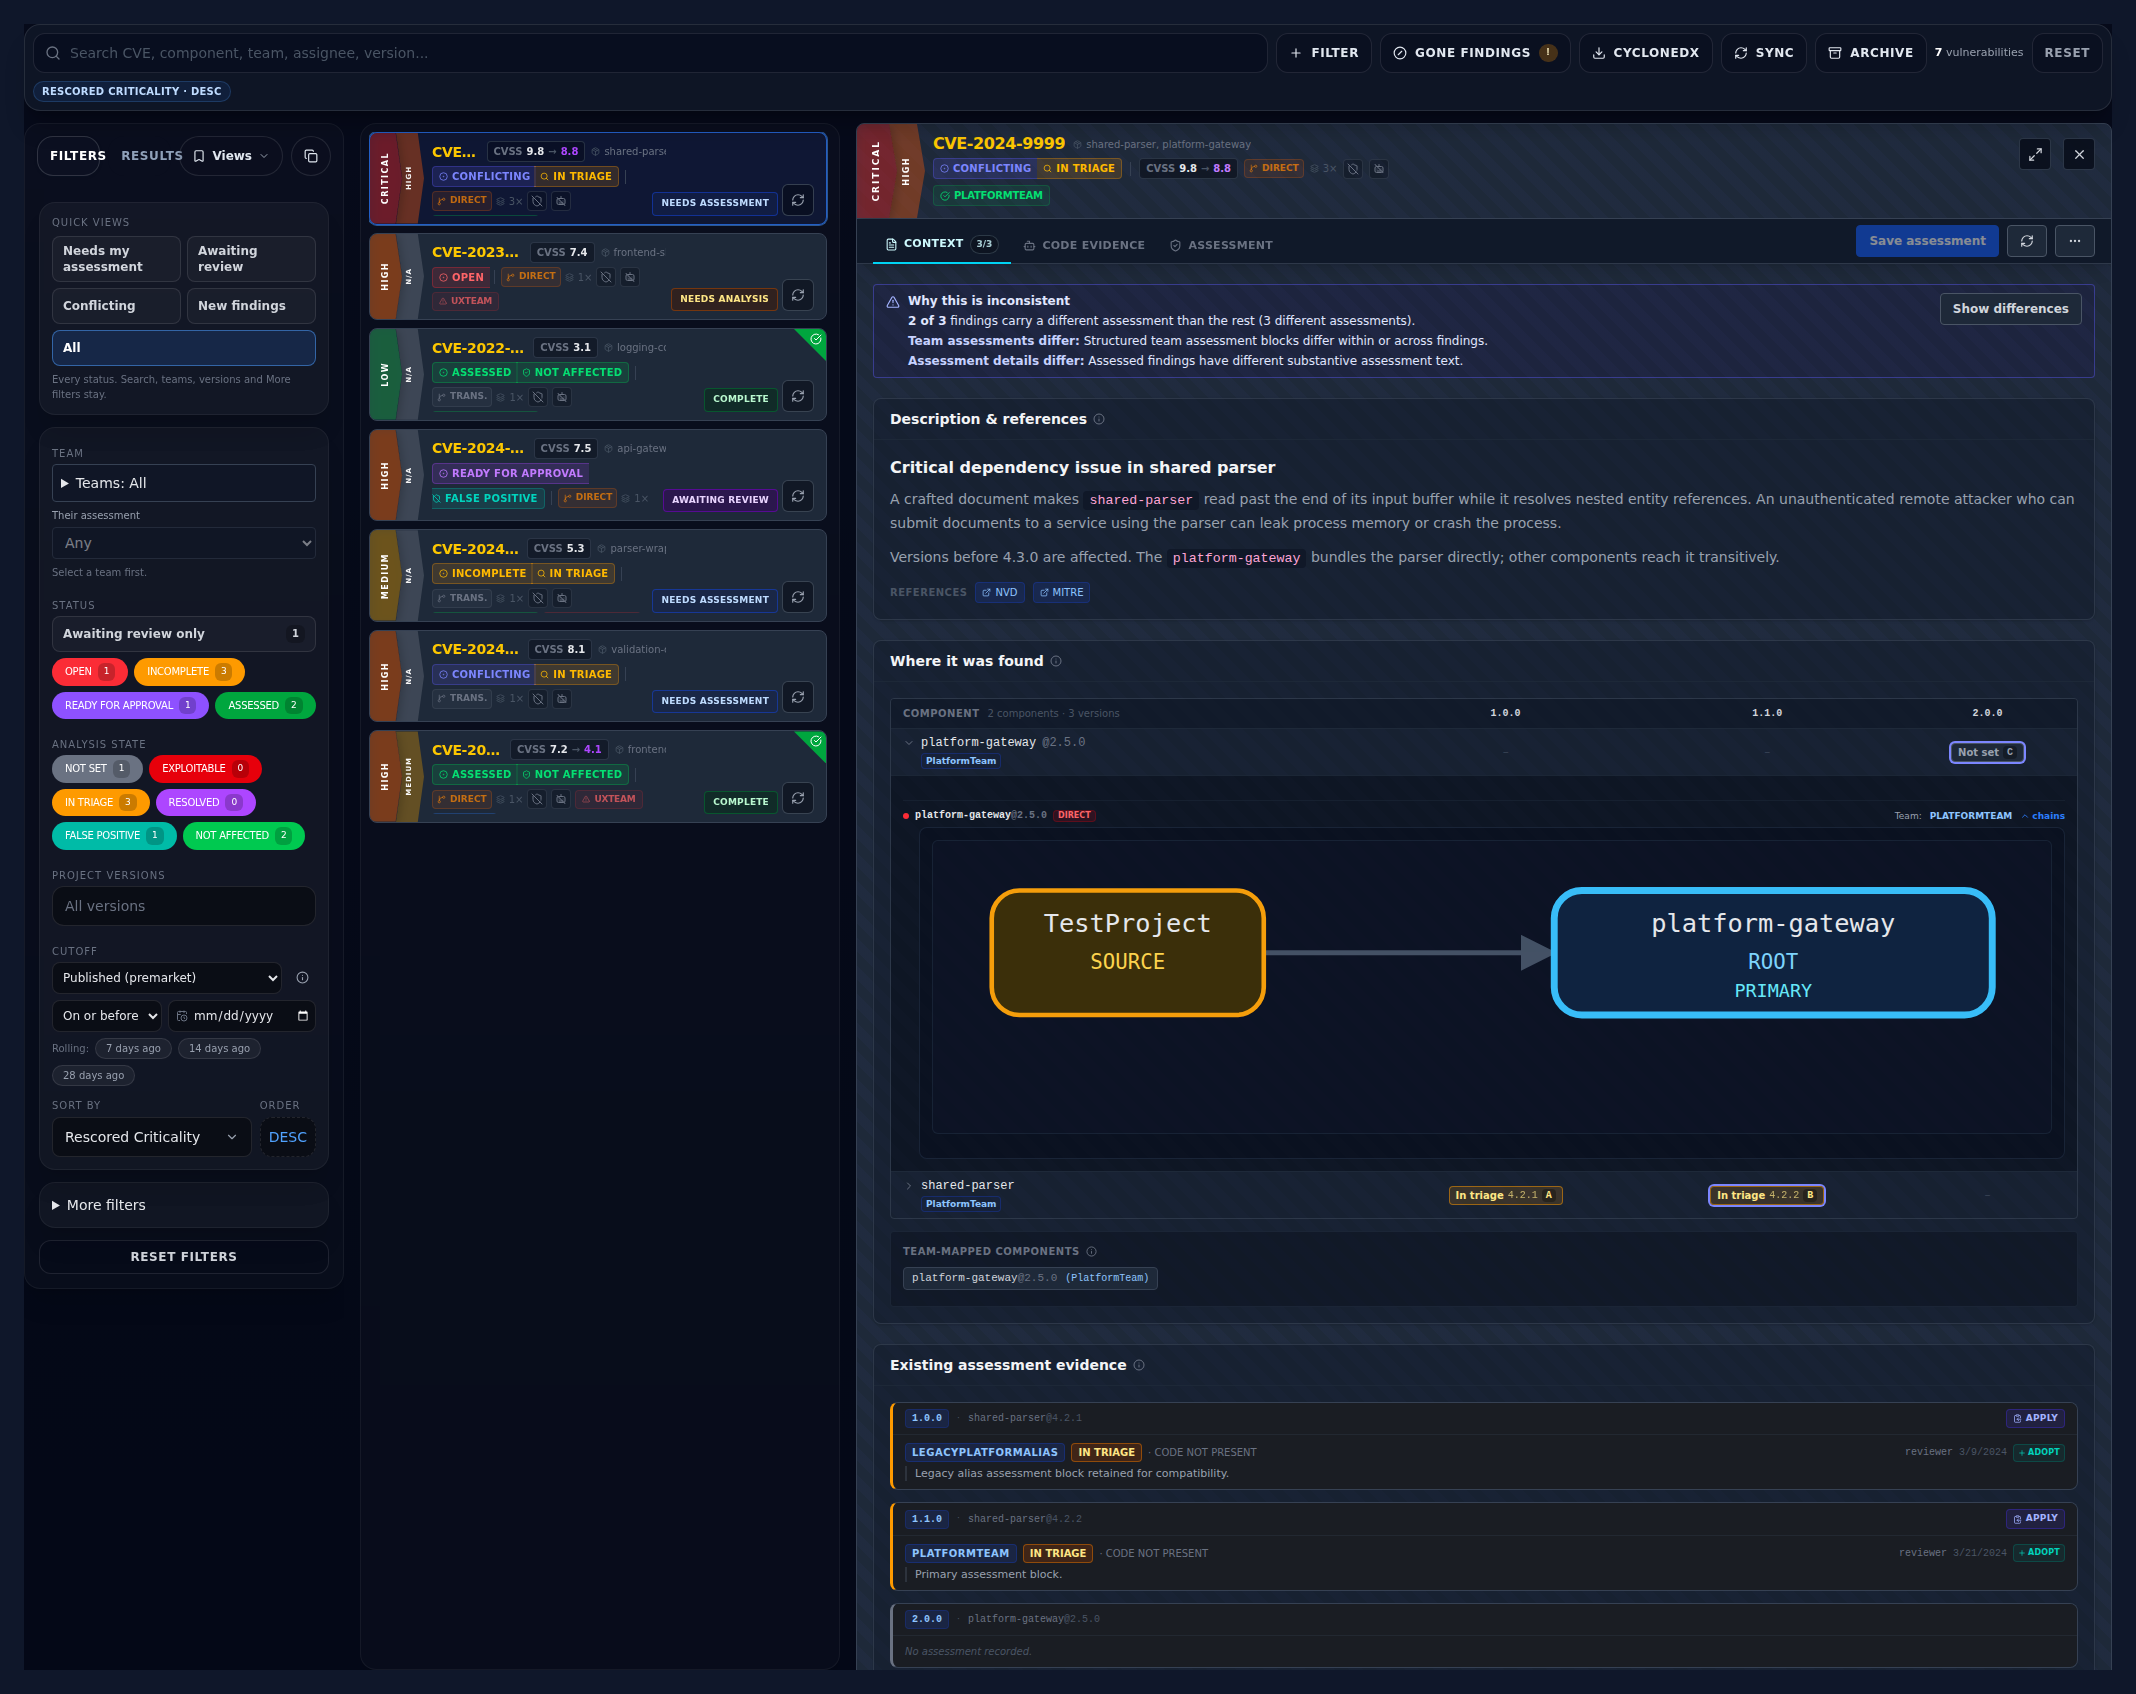 Search CVE, component, team, assignee, version...
FILTER
GONE FINDINGS !
CYCLONEDX
SYNC
ARCHIVE
7 vulnerabilities
RESET
RESCORED CRITICALITY · DESC
FILTERS
RESULTS
Views
QUICK VIEWS
Needs my assessment
Awaiting review
Conflicting
New findings
All
Every status. Search, teams, versions and More
filters stay.
TEAM
Teams: All
Their assessment
Any
Select a team first.
STATUS
Awaiting review only 1
OPEN 1
INCOMPLETE 3
READY FOR APPROVAL 1
ASSESSED 2
ANALYSIS STATE
NOT SET 1
EXPLOITABLE 0
IN TRIAGE 3
RESOLVED 0
FALSE POSITIVE 1
NOT AFFECTED 2
PROJECT VERSIONS
All versions
CUTOFF
Published (premarket)
On or before
mm/dd/yyyy
Rolling: 7 days ago 14 days ago
28 days ago
SORT BY
ORDER
Rescored Criticality
DESC
More filters
RESET FILTERS
CRITICAL
HIGH
CVE... CVSS 9.8 → 8.8
CONFLICTING IN TRIAGE
DIRECT 3×
NEEDS ASSESSMENT
HIGH
N/A
CVE-2023... CVSS 7.4 frontend-s
OPEN DIRECT 1×
UXTEAM
NEEDS ANALYSIS
LOW
N/A
CVE-2022-... CVSS 3.1
ASSESSED NOT AFFECTED
TRANS. 1×
COMPLETE
HIGH
N/A
CVE-2024-... CVSS 7.5
READY FOR APPROVAL
FALSE POSITIVE DIRECT 1×
AWAITING REVIEW
MEDIUM
N/A
CVE-2024... CVSS 5.3
INCOMPLETE IN TRIAGE
TRANS. 1×
NEEDS ASSESSMENT
HIGH
N/A
CVE-2024... CVSS 8.1
CONFLICTING IN TRIAGE
TRANS. 1×
NEEDS ASSESSMENT
HIGH
MEDIUM
CVE-20... CVSS 7.2 → 4.1
ASSESSED NOT AFFECTED
DIRECT 1× UXTEAM
COMPLETE
CRITICAL
HIGH
CVE-2024-9999 shared-parser, platform-gateway
CONFLICTING IN TRIAGE CVSS 9.8 → 8.8 DIRECT 3×
PLATFORMTEAM
CONTEXT 3/3
CODE EVIDENCE
ASSESSMENT
Save assessment
Why this is inconsistent
2 of 3 findings carry a different assessment than the rest (3 different assessments).
Team assessments differ: Structured team assessment blocks differ within or across findings.
Assessment details differ: Assessed findings have different substantive assessment text.
Show differences
Description & references
Critical dependency issue in shared parser
A crafted document makes shared-parser read past the end of its input buffer while it resolves nested entity references. An unauthenticated remote attacker who can
submit documents to a service using the parser can leak process memory or crash the process.
Versions before 4.3.0 are affected. The platform-gateway bundles the parser directly; other components reach it transitively.
REFERENCES NVD MITRE
Where it was found
COMPONENT 2 components · 3 versions 1.0.0 1.1.0 2.0.0
platform-gateway @2.5.0
PlatformTeam
– – Not set C
platform-gateway@2.5.0 DIRECT
Team: PLATFORMTEAM chains
TestProject
SOURCE
platform-gateway
ROOT
PRIMARY
shared-parser
PlatformTeam
In triage 4.2.1 A
In triage 4.2.2 B
–
TEAM-MAPPED COMPONENTS
platform-gateway@2.5.0 (PlatformTeam)
Existing assessment evidence
1.0.0 · shared-parser@4.2.1
APPLY
LEGACYPLATFORMALIAS IN TRIAGE · CODE NOT PRESENT
reviewer 3/9/2024 + ADOPT
Legacy alias assessment block retained for compatibility.
1.1.0 · shared-parser@4.2.2
APPLY
PLATFORMTEAM IN TRIAGE · CODE NOT PRESENT
reviewer 3/21/2024 + ADOPT
Primary assessment block.
2.0.0 · platform-gateway@2.5.0
No assessment recorded.